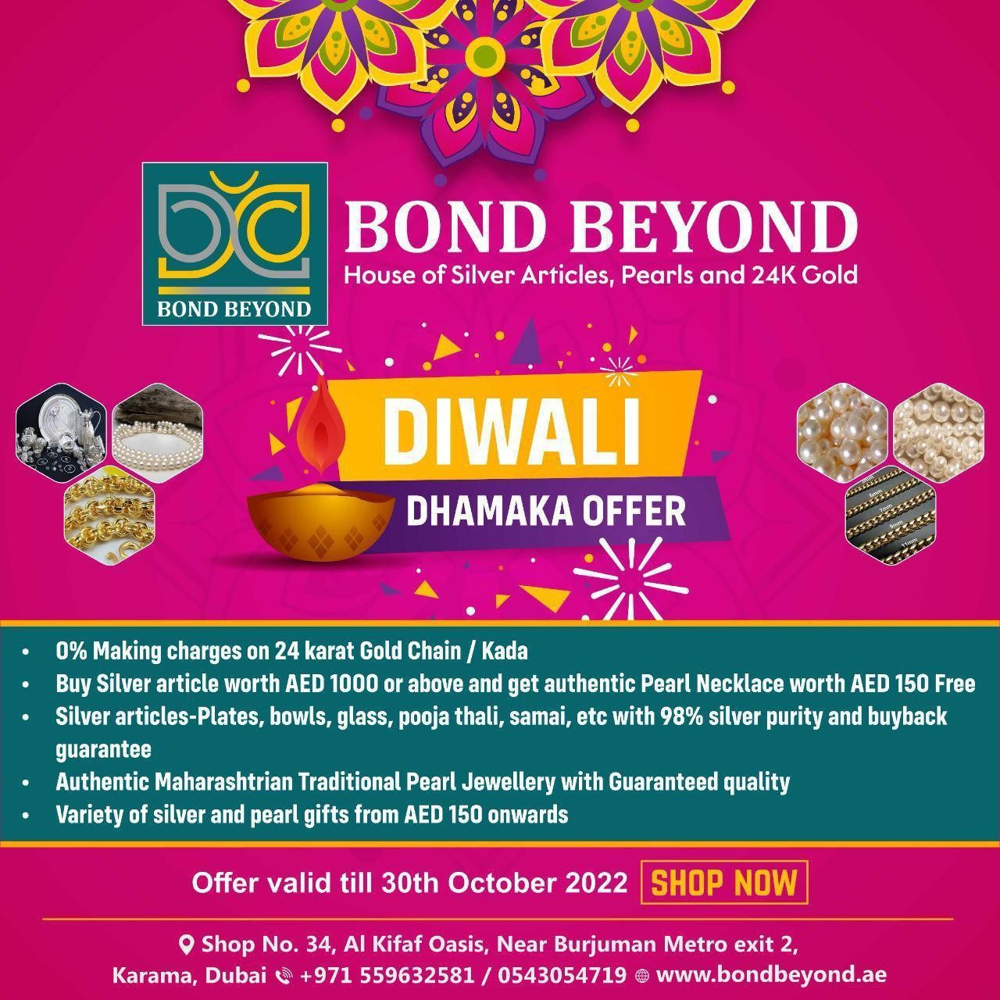 BOND BEYOND
House of Silver Articles, Pearls and 24K Gold
BOND BEYOND
DIWALI
DHAMAKA OFFER
7mm
9mm
11mm
• 0% Making charges on 24 karat Gold Chain / Kada
• Buy Silver article worth AED 1000 or above and get authentic Pearl Necklace worth AED 150 Free
• Silver articles-Plates, bowls, glass, pooja thali, samai, etc with 98% silver purity and buyback
guarantee
• Authentic Maharashtrian Traditional Pearl Jewellery with Guaranteed quality
• Variety of silver and pearl gifts from AED 150 onwards
Offer valid till 30th October 2022 SHOP NOW
Shop No. 34, Al Kifaf Oasis, Near Burjuman Metro exit 2,
Karama, Dubai +971 559632581 / 0543054719 www.bondbeyond.ae